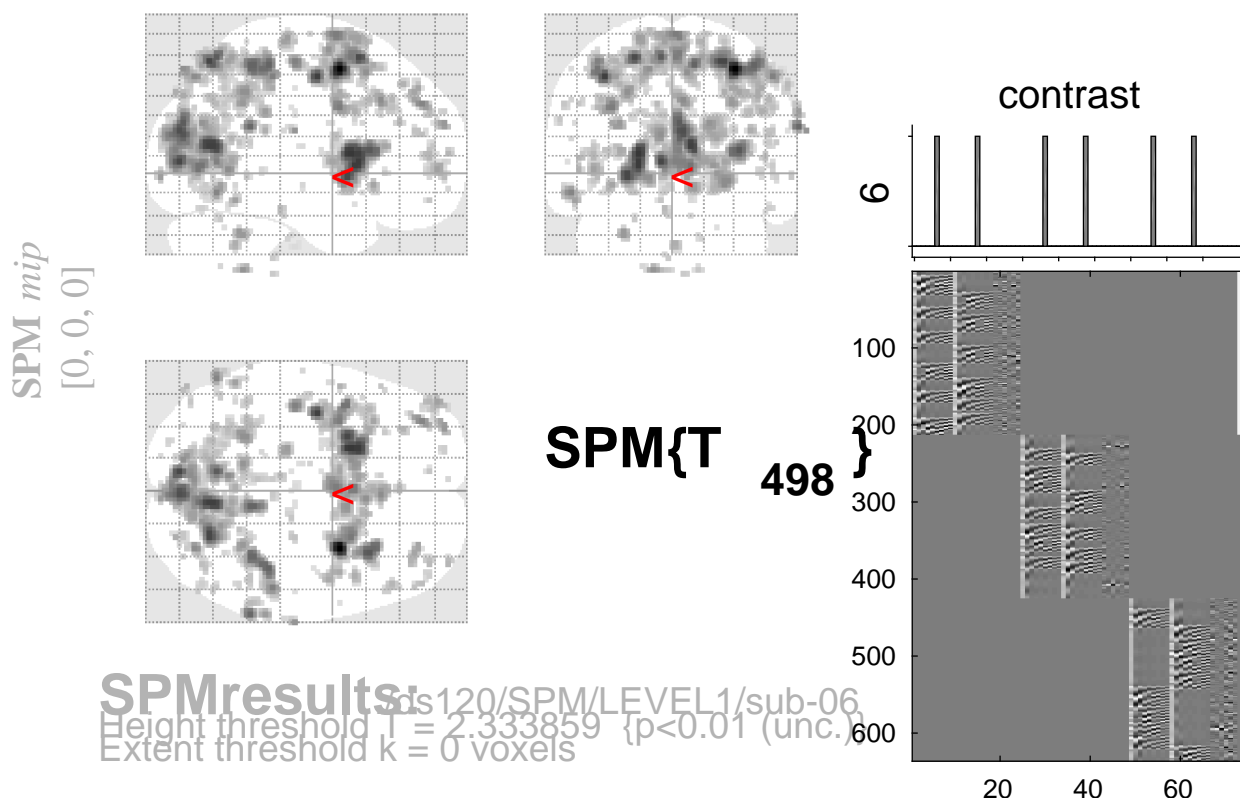 contrast
6
SPM mip
[0, 0, 0]
<
<
<
SPM{T498}
100
200
300
400
500
600
20 40 60
SPMresults: /ds120/SPM/LEVEL1/sub-06
Height threshold T = 2.333859 {p<0.01 (unc.)}
Extent threshold k = 0 voxels